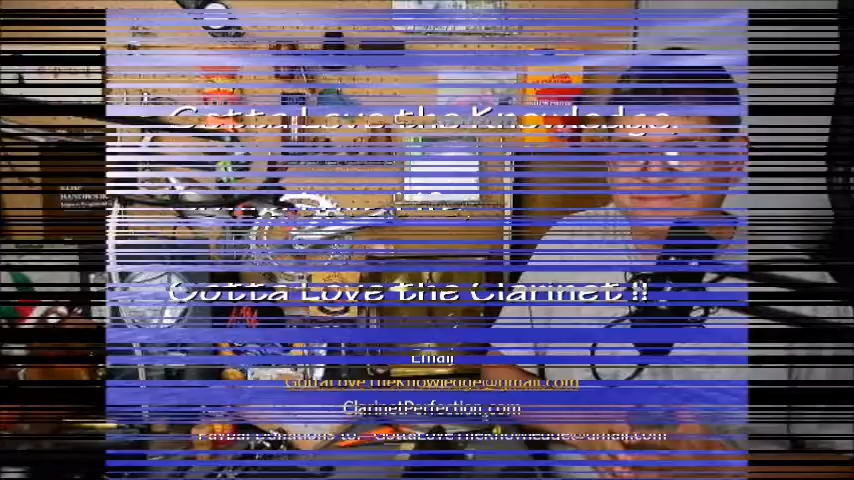 Gotta Love the Knowledge,
Gotta Love the Clarinet !!
Email
GottaLoveTheKnowledge@gmail.com
ClarinetPerfection.com
Paypal Donations to: GottaLoveTheKnowledge@gmail.com
HANDBOOK